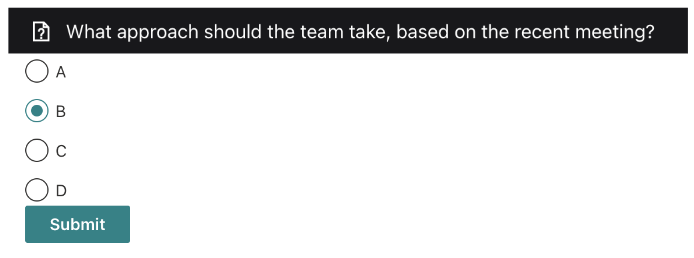 What approach should the team take, based on the recent meeting?
A
B
C
D
Submit